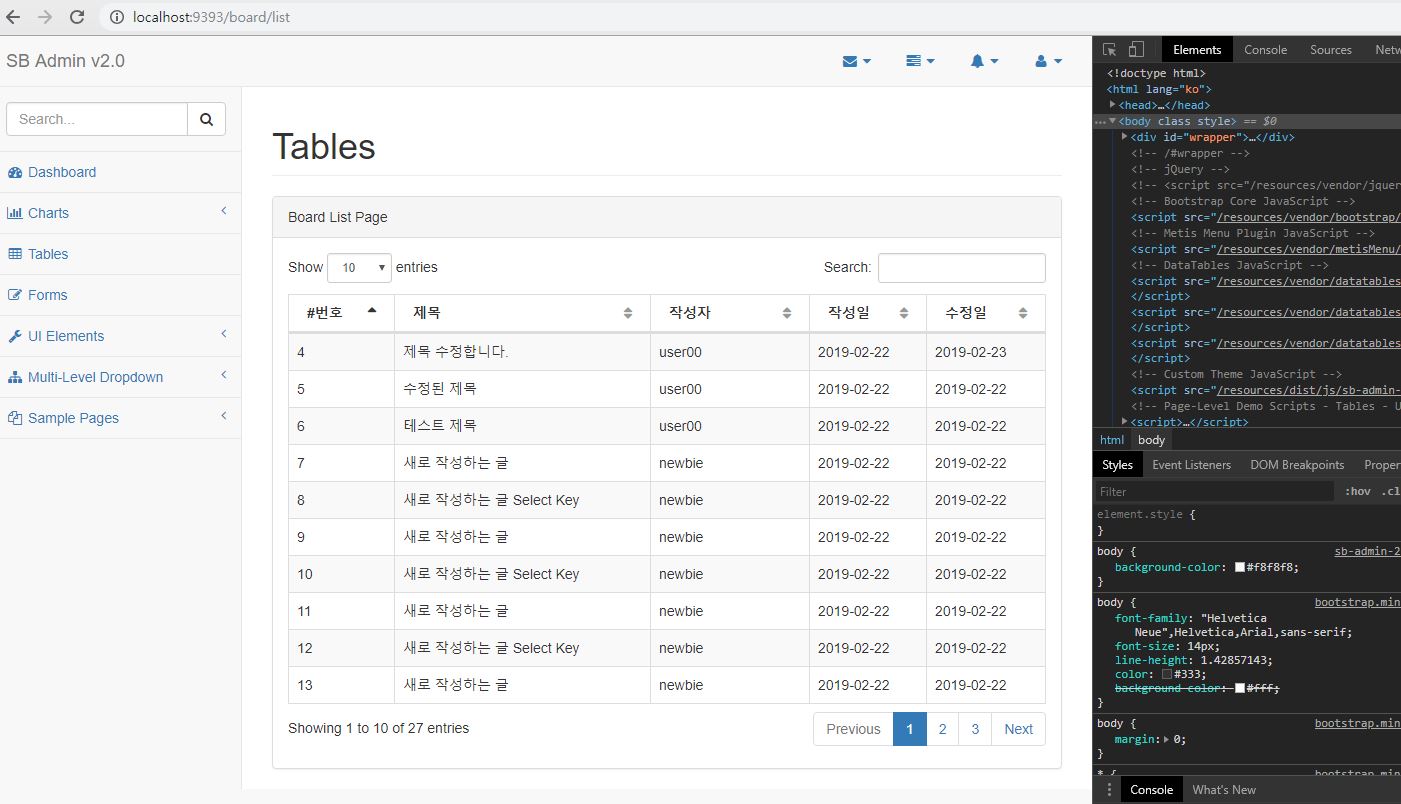 localhost:9393/board/list
SB Admin v2.0
Search...
Dashboard
Charts
Tables
Forms
UI Elements
Multi-Level Dropdown
Sample Pages
Tables
Board List Page
Show 10 entries Search:
#번호 제목 작성자 작성일 수정일
4 제목 수정합니다. user00 2019-02-22 2019-02-23
5 수정된 제목 user00 2019-02-22 2019-02-22
6 테스트 제목 user00 2019-02-22 2019-02-22
7 새로 작성하는 글 newbie 2019-02-22 2019-02-22
8 새로 작성하는 글 Select Key newbie 2019-02-22 2019-02-22
9 새로 작성하는 글 newbie 2019-02-22 2019-02-22
10 새로 작성하는 글 Select Key newbie 2019-02-22 2019-02-22
11 새로 작성하는 글 newbie 2019-02-22 2019-02-22
12 새로 작성하는 글 Select Key newbie 2019-02-22 2019-02-22
13 새로 작성하는 글 newbie 2019-02-22 2019-02-22
Showing 1 to 10 of 27 entries Previous 1 2 3 Next
Elements Console Sources Netw
<!doctype html>
<html lang="ko">
<head>…</head>
<body class style> == $0
<div id="wrapper">…</div>
<!-- /#wrapper -->
<!-- jQuery -->
<!-- <script src="/resources/vendor/jquer
<!-- Bootstrap Core JavaScript -->
<script src="/resources/vendor/bootstrap/
<!-- Metis Menu Plugin JavaScript -->
<script src="/resources/vendor/metisMenu/
<!-- DataTables JavaScript -->
<script src="/resources/vendor/datatables
</script>
<script src="/resources/vendor/datatables
</script>
<script src="/resources/vendor/datatables
</script>
<!-- Custom Theme JavaScript -->
<script src="/resources/dist/js/sb-admin-
<!-- Page-Level Demo Scripts - Tables - U
<script>…</script>
html body
Styles Event Listeners DOM Breakpoints Proper
Filter :hov .cl
element.style {
}
body { sb-admin-2
background-color: #f8f8f8;
}
body { bootstrap.min
font-family: "Helvetica
Neue",Helvetica,Arial,sans-serif;
font-size: 14px;
line-height: 1.42857143;
color: #333;
background-color: #fff;
}
body { bootstrap.min
margin: 0;
}
* { bootstrap.min
Console What's New